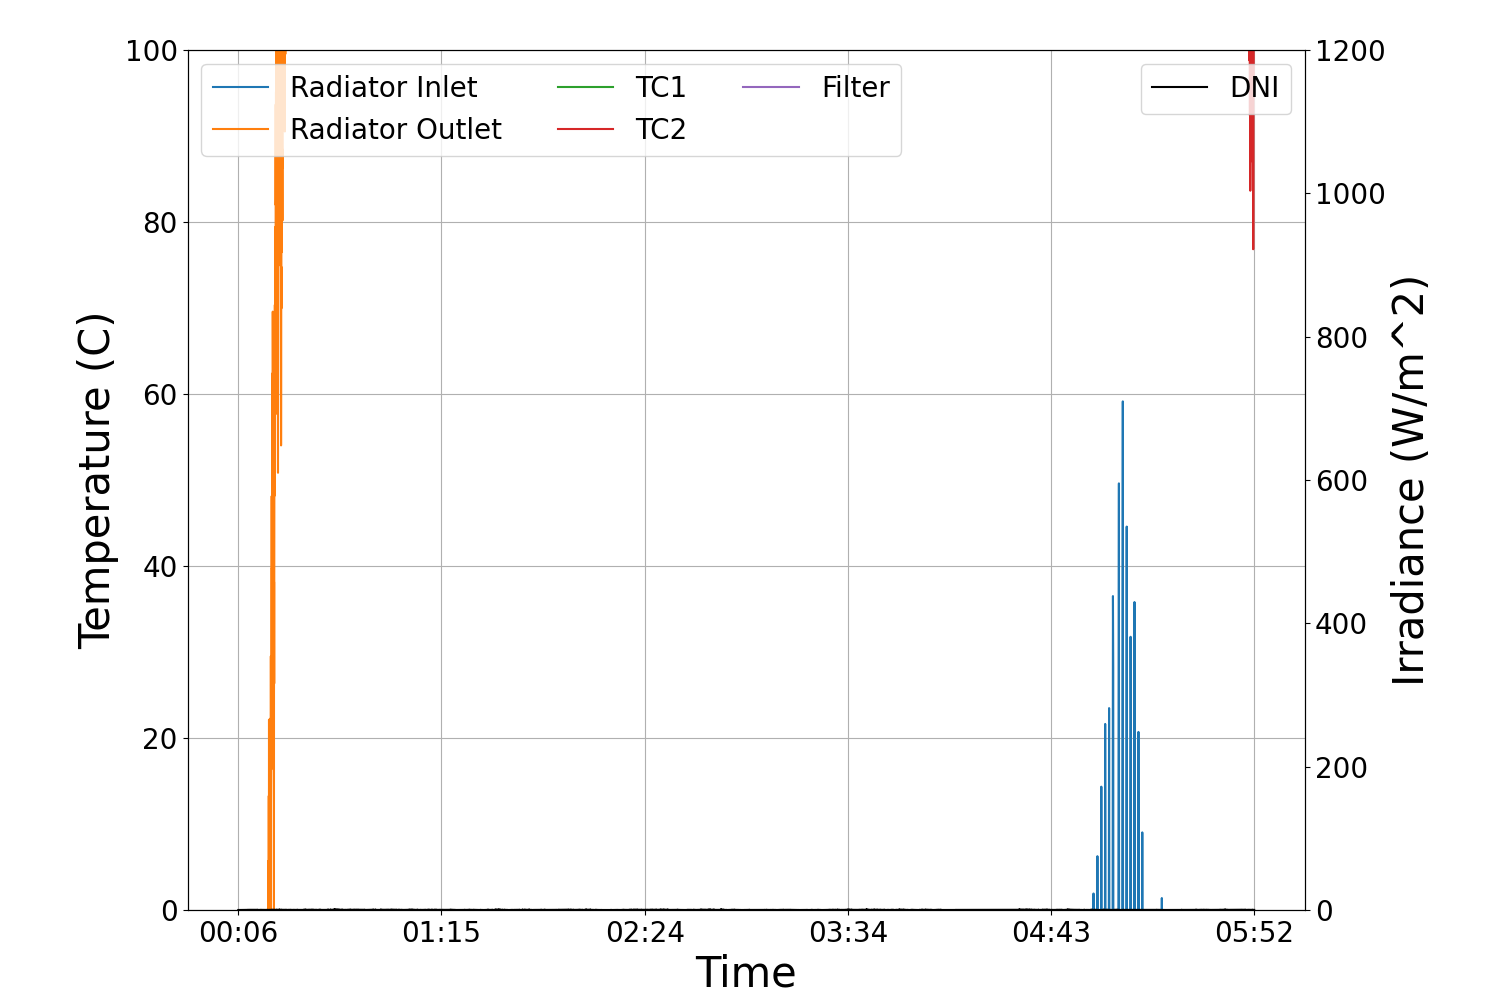 100
80
60
40
20
0
Temperature (C)
Radiator Inlet
Radiator Outlet
TC1
TC2
Filter
DNI
1200
1000
800
600
400
200
0
Irradiance (W/m^2)
00:06 01:15 02:24 03:34 04:43 05:52
Time